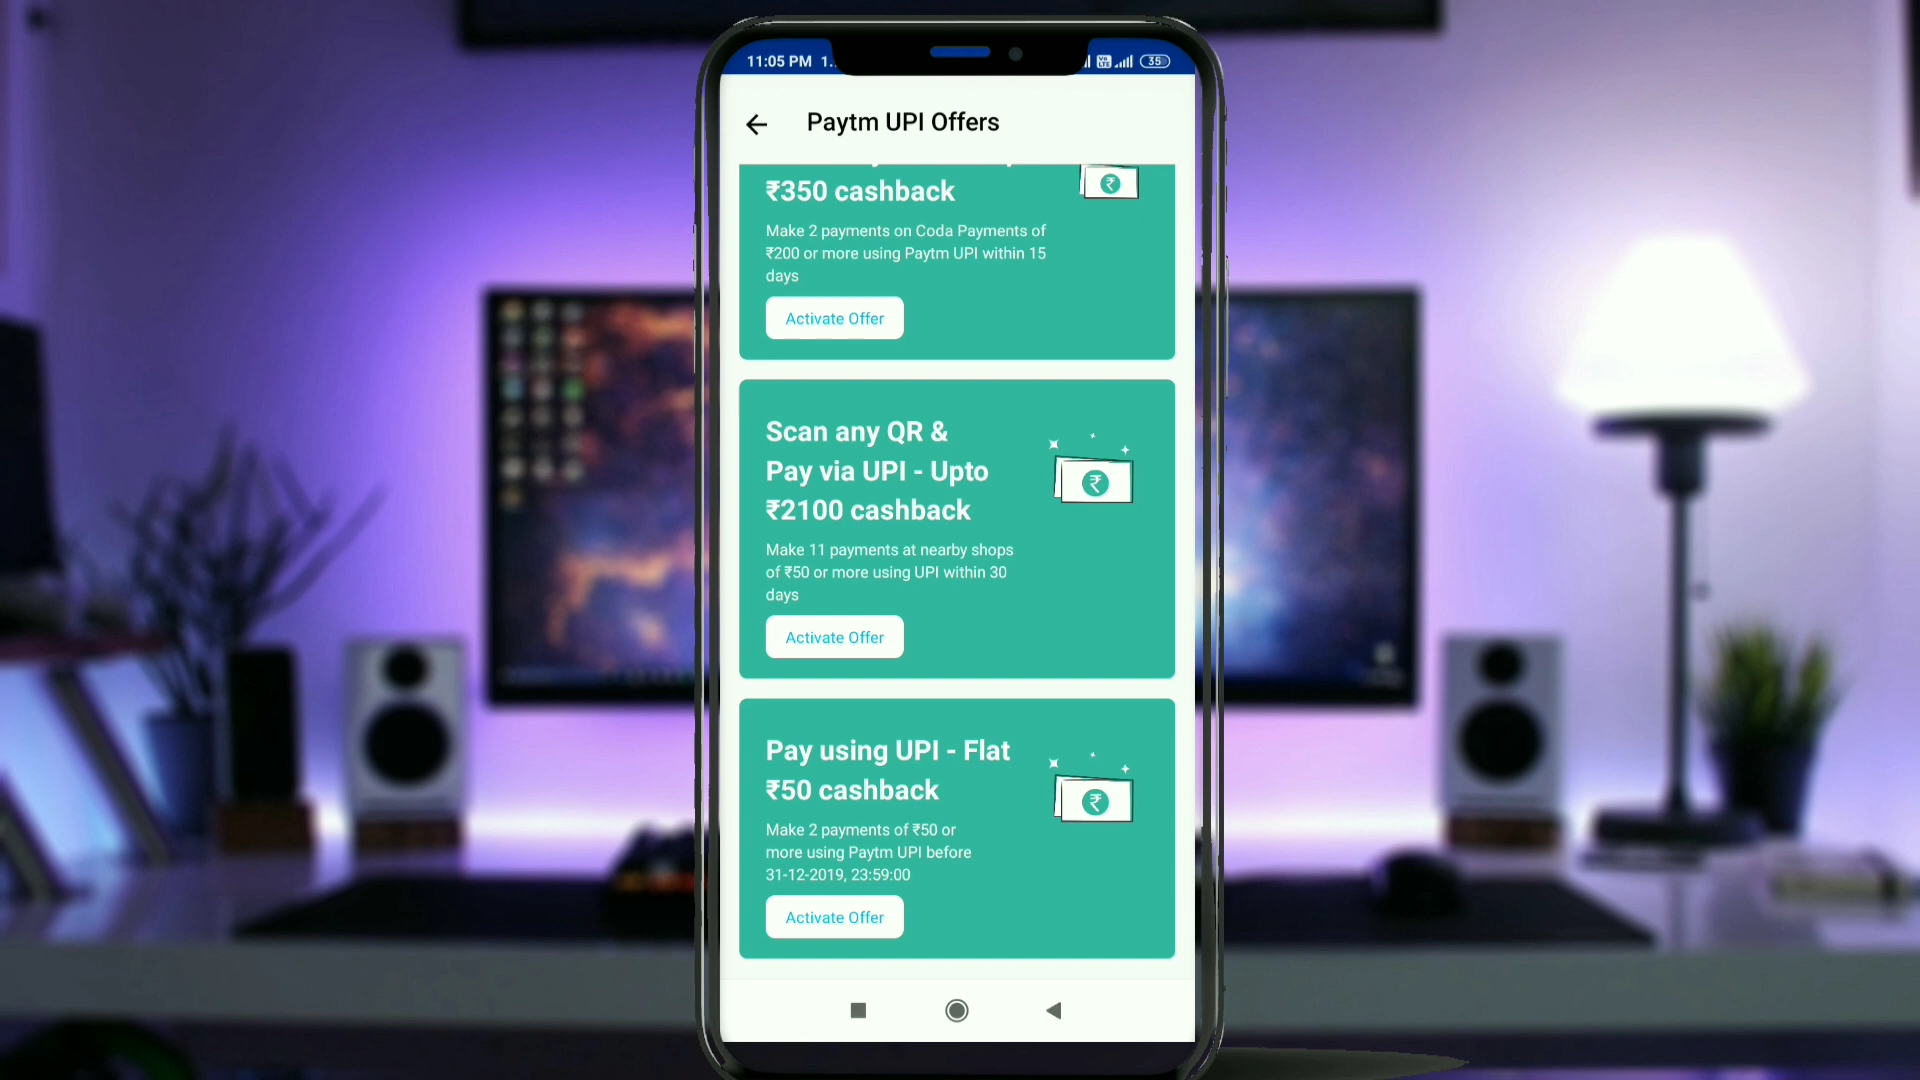 11:05 PM
35
Paytm UPI Offers
₹350 cashback
Make 2 payments on Coda Payments of
₹200 or more using Paytm UPI within 15
days
Activate Offer
Scan any QR &
Pay via UPI - Upto
₹2100 cashback
Make 11 payments at nearby shops
of ₹50 or more using UPI within 30
days
Activate Offer
Pay using UPI - Flat
₹50 cashback
Make 2 payments of ₹50 or
more using Paytm UPI before
31-12-2019, 23:59:00
Activate Offer